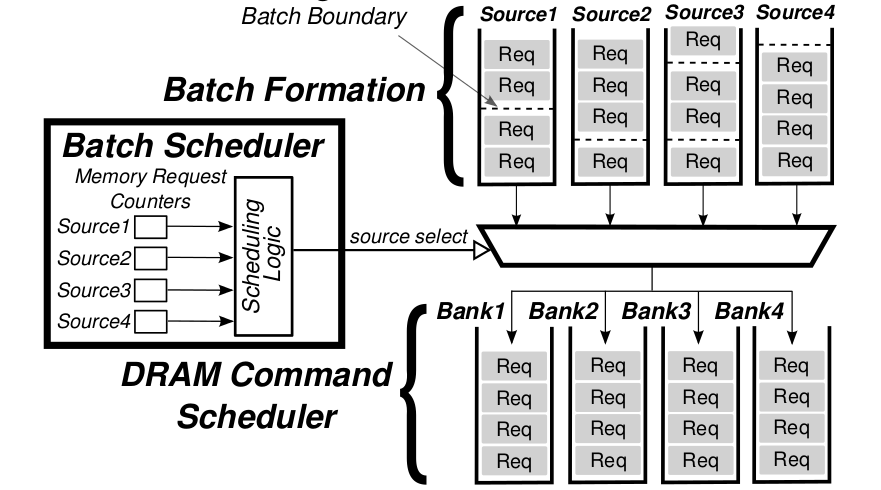 Batch Boundary
Source1 Source2 Source3 Source4
Req Req Req Req
Req Req Req Req
Req Req Req Req
Req Req Req Req
Batch Formation
Batch Scheduler
Memory Request
Counters
Source1
Source2
Source3
Source4
Scheduling
Logic
source select
Bank1 Bank2 Bank3 Bank4
DRAM Command
Scheduler
Req Req Req Req
Req Req Req Req
Req Req Req Req
Req Req Req Req